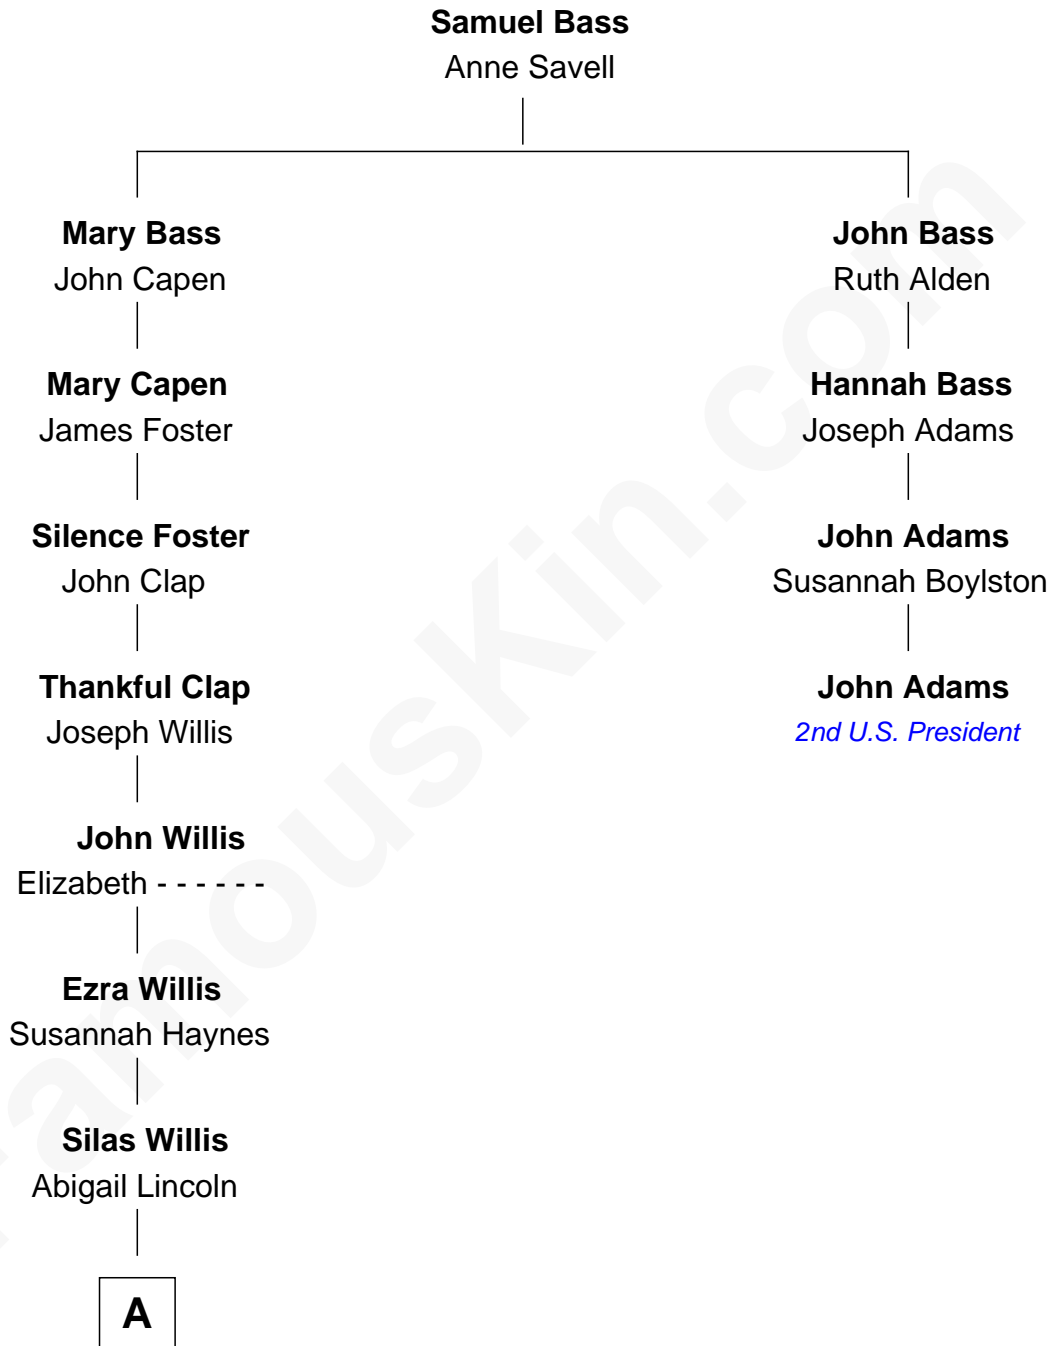 Samuel Bass
Anne Savell
Mary Bass
John Capen
John Bass
Ruth Alden
Mary Capen
James Foster
Hannah Bass
Joseph Adams
Silence Foster
John Clap
John Adams
Susannah Boylston
Thankful Clap
Joseph Willis
John Adams
2nd U.S. President
John Willis
Elizabeth - - - - - -
Ezra Willis
Susannah Haynes
Silas Willis
Abigail Lincoln
A
FamousKin.com